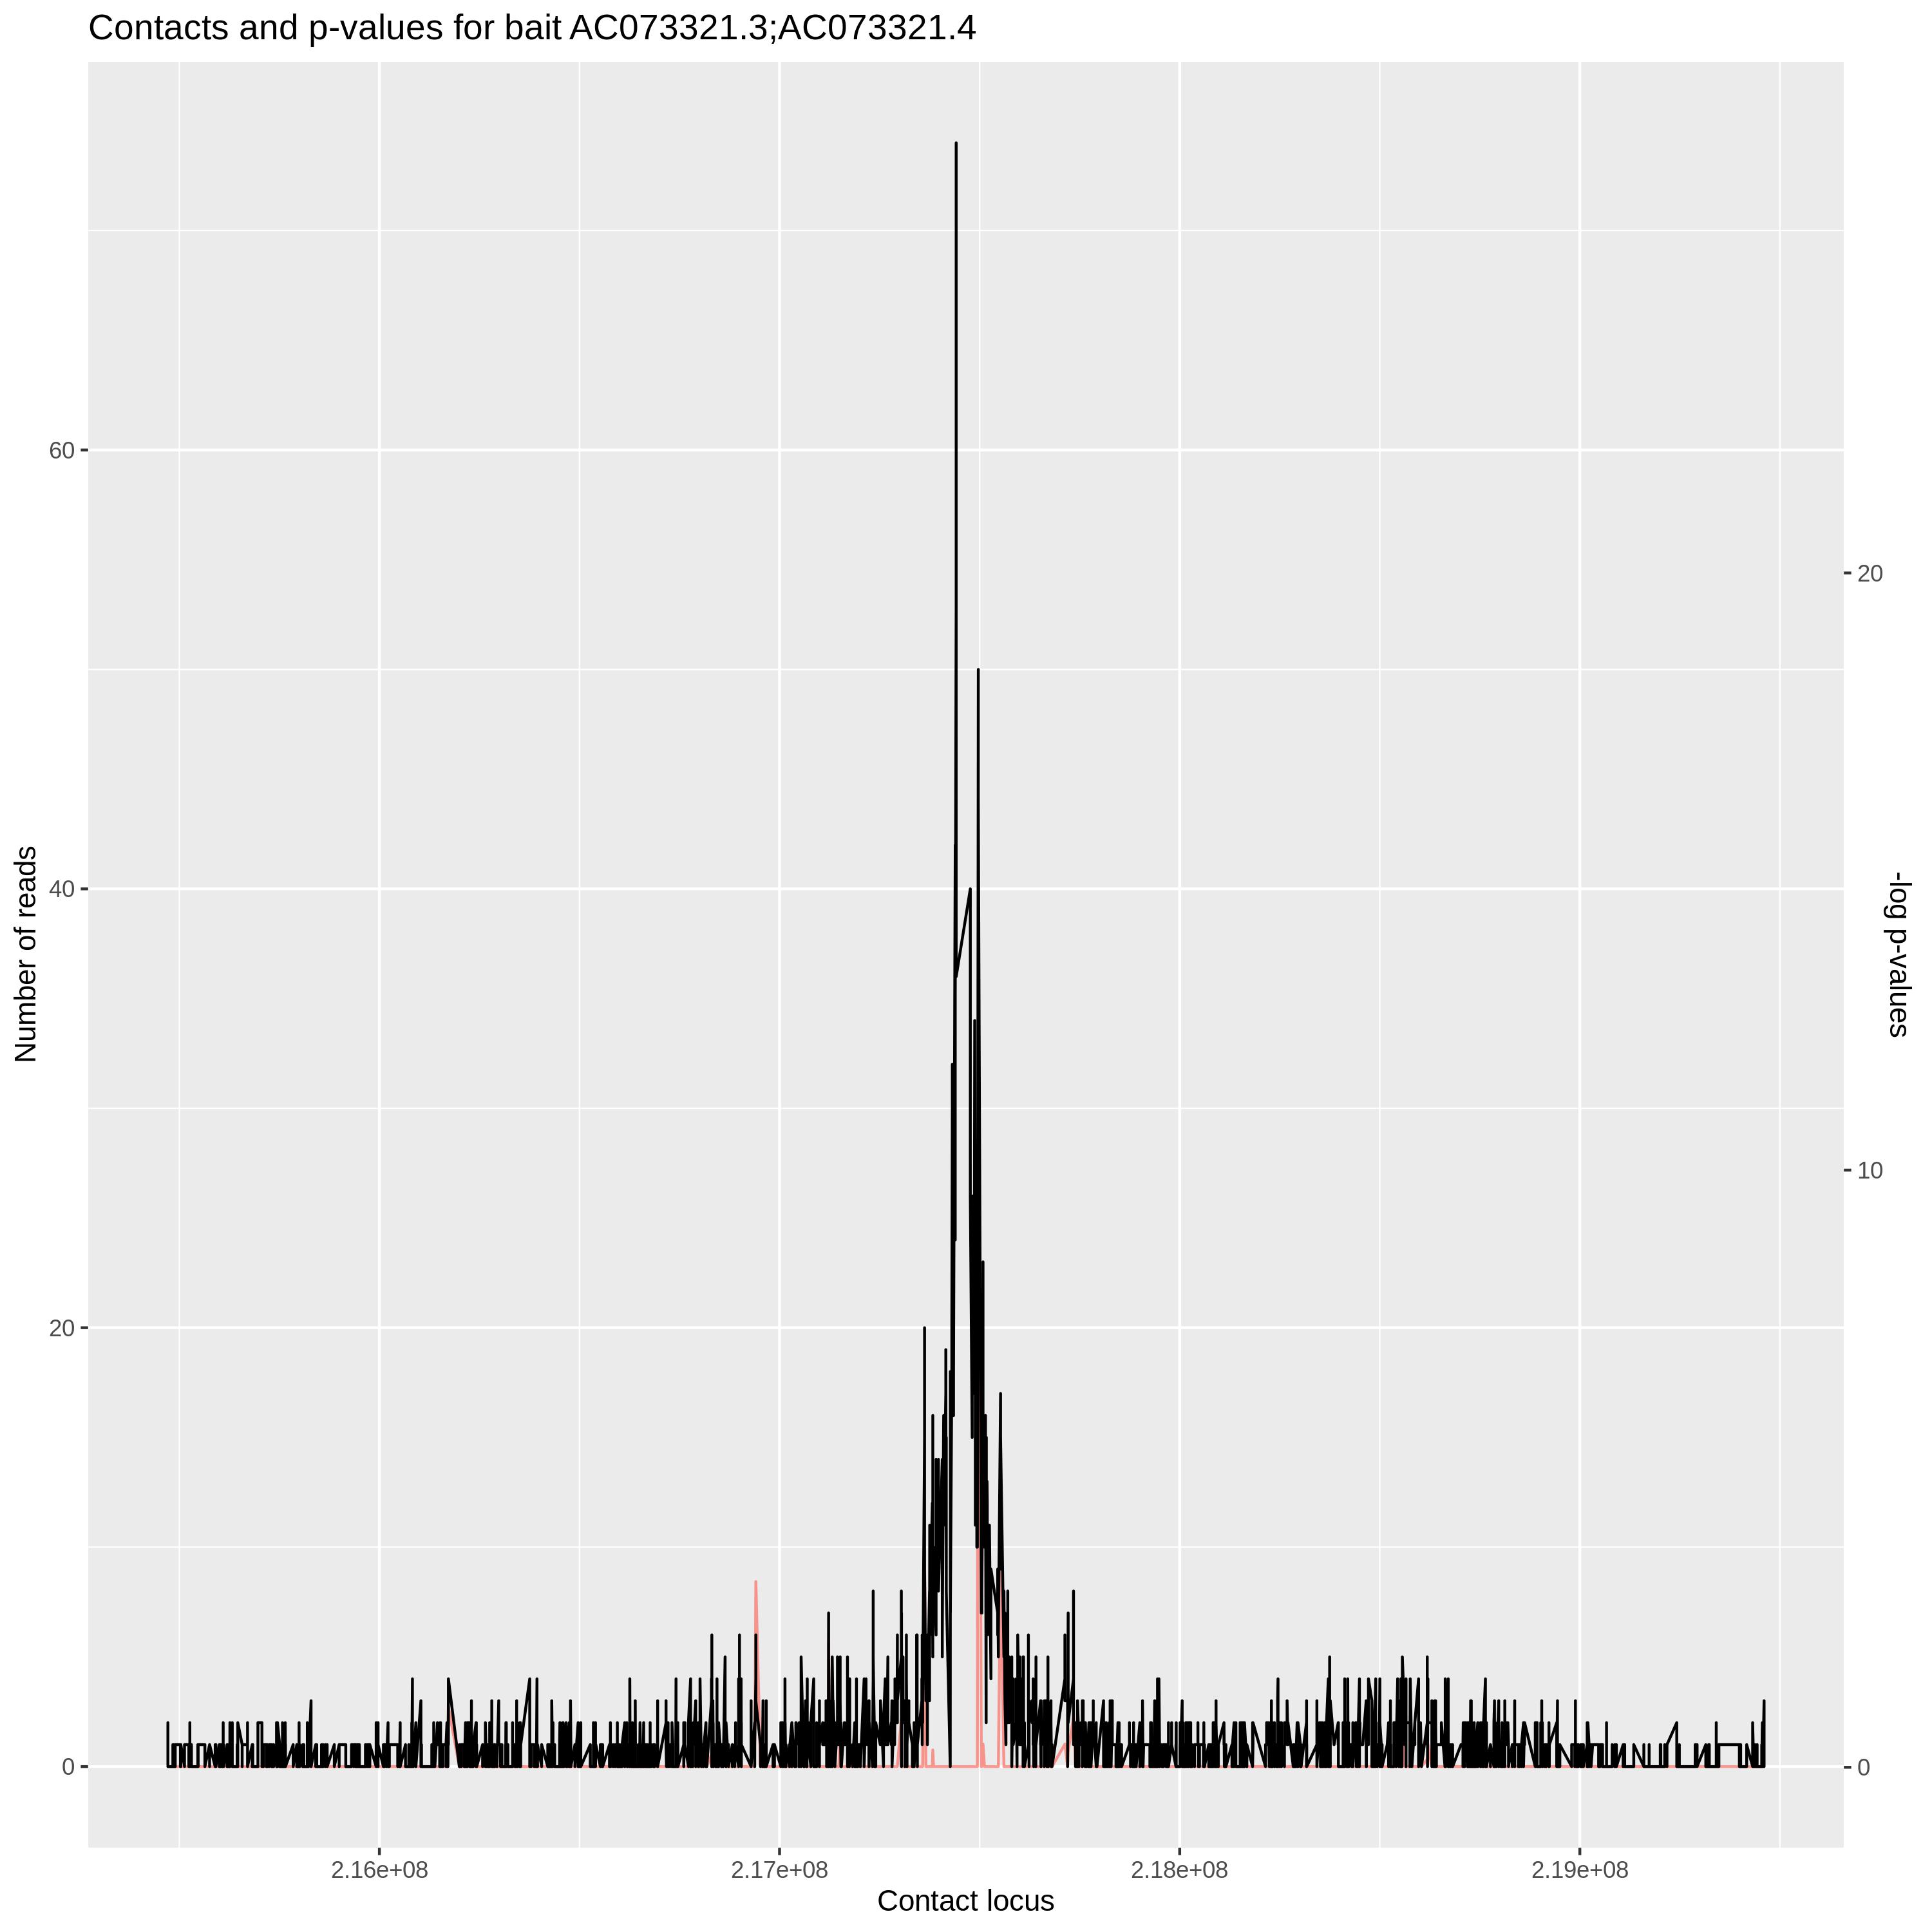 Contacts and p-values for bait AC073321.3;AC073321.4
60
40
20
0
Number of reads
20
10
0
-log p-values
2.16e+08
2.17e+08
2.18e+08
2.19e+08
Contact locus